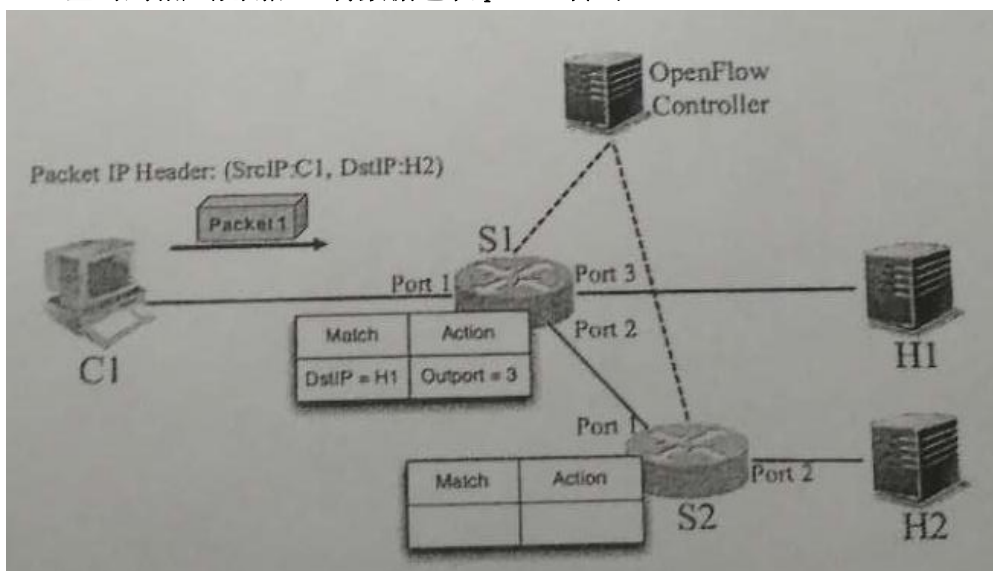 OpenFlow
Controller
Packet IP Header: (SrcIP:C1, DstIP:H2)
Packet 1
S1
Port 1
Port 3
Port 2
Match Action
DstIP = H1 Outport = 3
C1
H1
Port 1
Port 2
Match Action
S2
H2